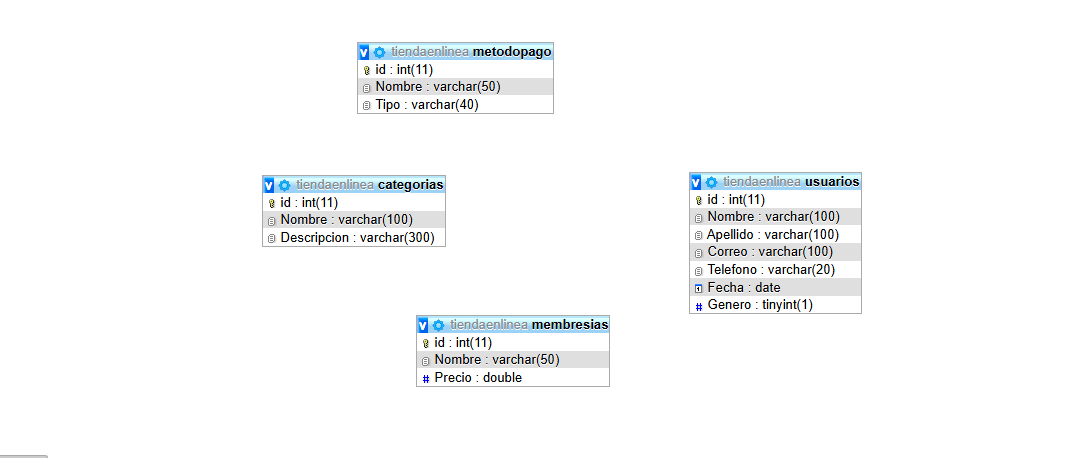 tiendaenlinea metodopago
id : int(11)
Nombre : varchar(50)
Tipo : varchar(40)
tiendaenlinea categorias
id : int(11)
Nombre : varchar(100)
Descripcion : varchar(300)
tiendaenlinea usuarios
id : int(11)
Nombre : varchar(100)
Apellido : varchar(100)
Correo : varchar(100)
Telefono : varchar(20)
Fecha : date
# Genero : tinyint(1)
tiendaenlinea membresias
id : int(11)
Nombre : varchar(50)
# Precio : double